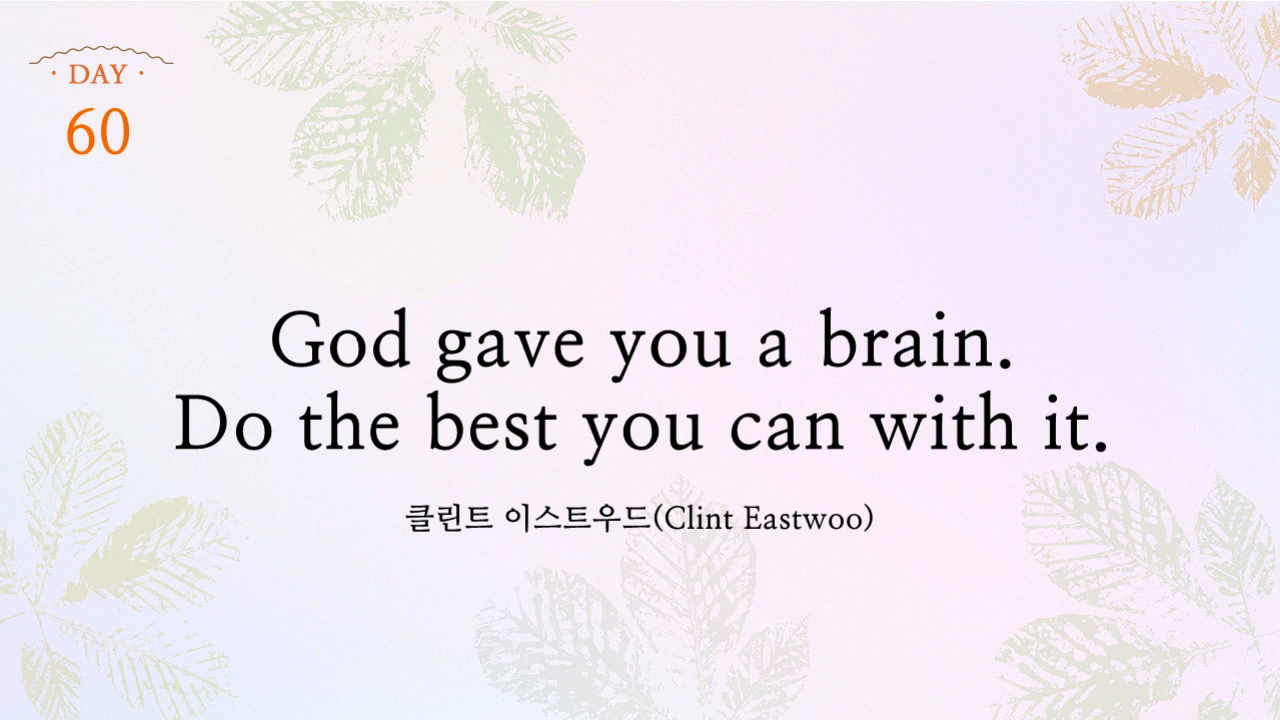 · DAY ·
60
God gave you a brain.
Do the best you can with it.
클린트 이스트우드(Clint Eastwoo)